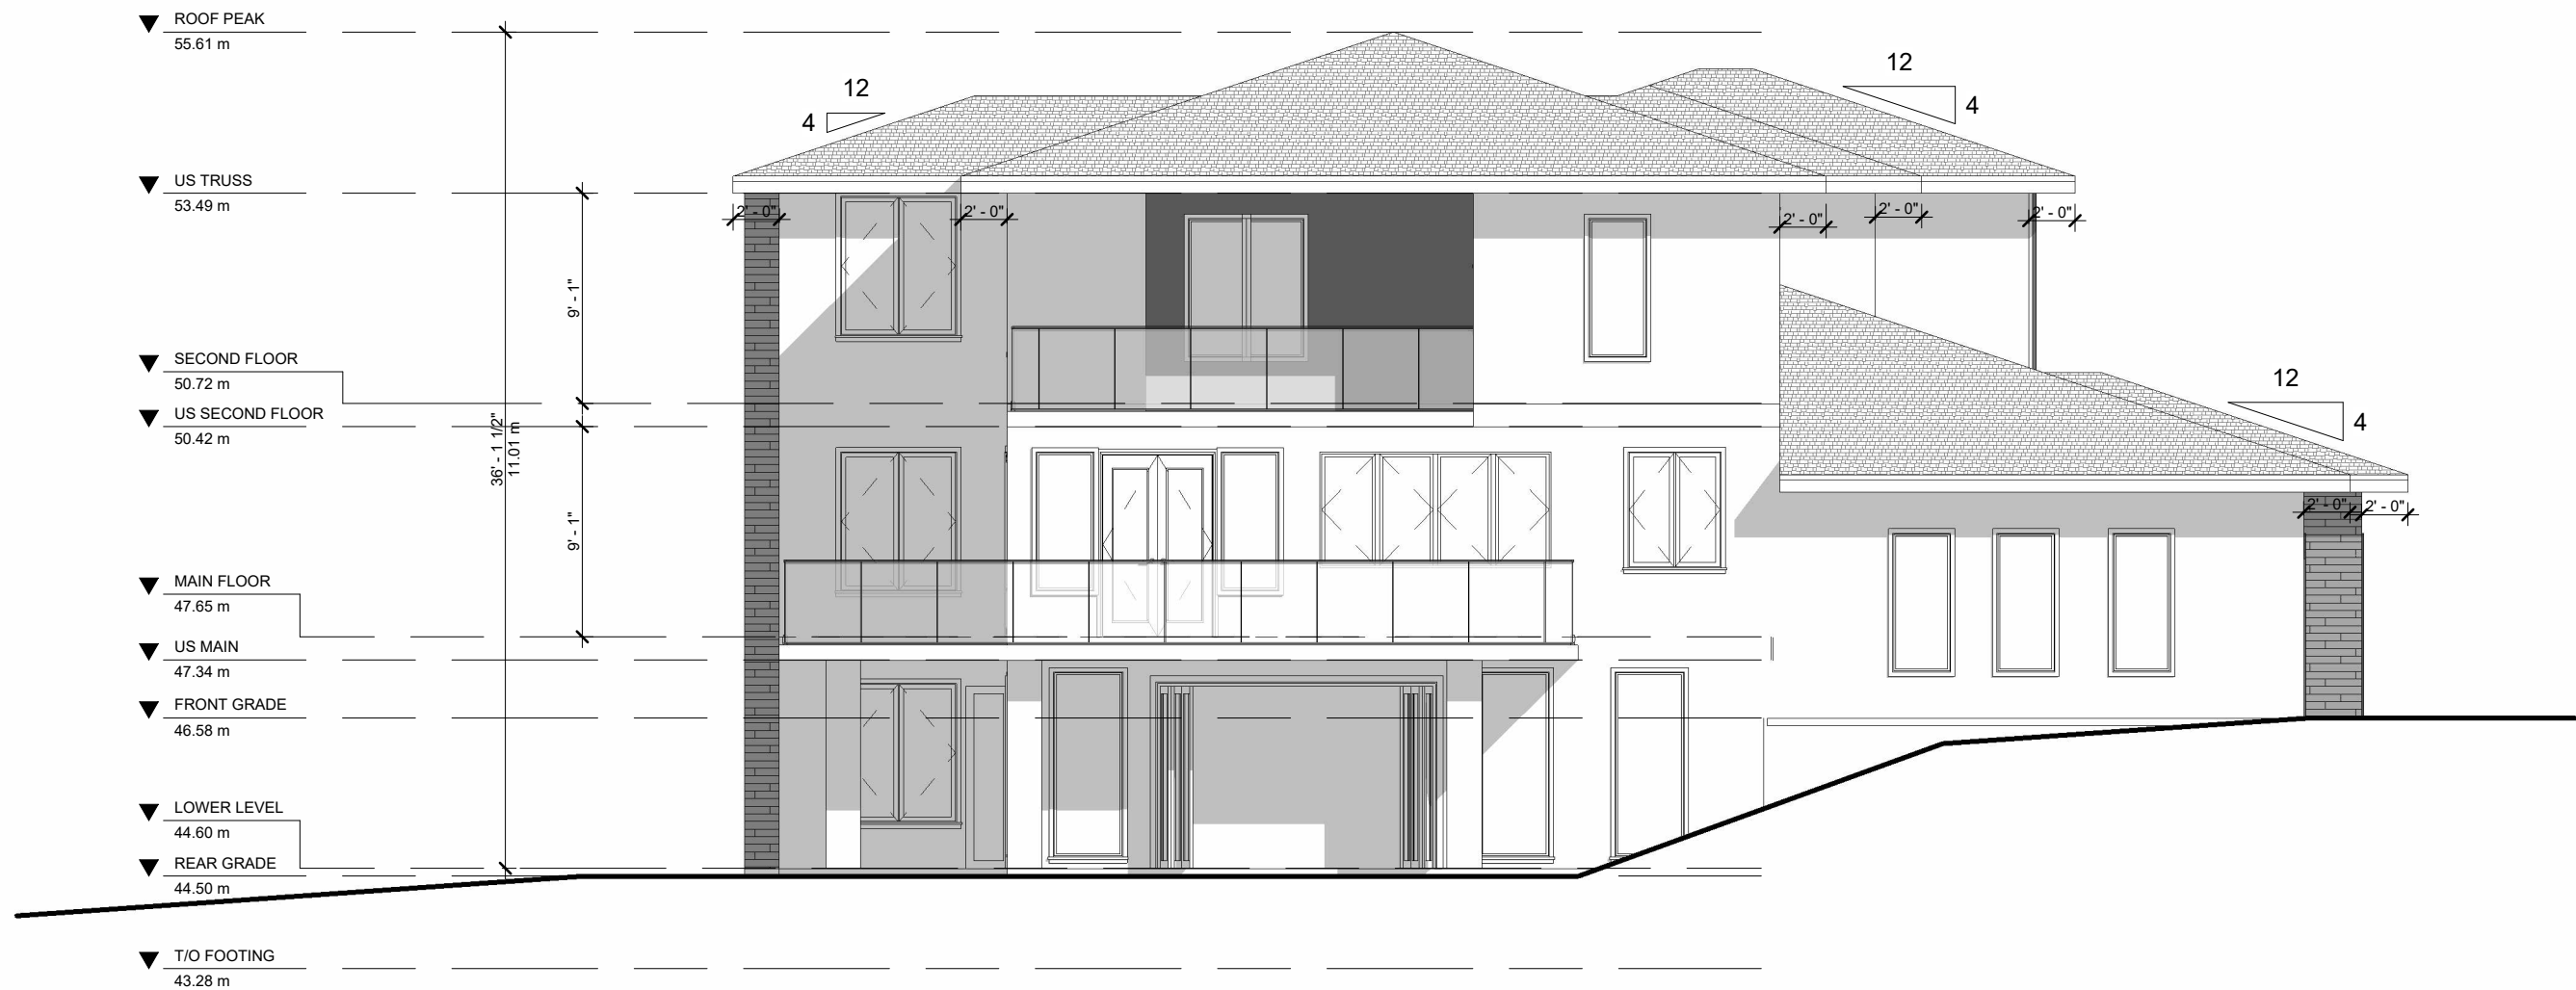 ROOF PEAK
55.61 m
12
4
12
4
US TRUSS
53.49 m
2' - 0"
2' - 0"
2' - 0"
2' - 0"
2' - 0"
9' - 1"
SECOND FLOOR
50.72 m
US SECOND FLOOR
50.42 m
36' - 1 1/2"
11.01 m
12
4
9' - 1"
2' - 0"
2' - 0"
MAIN FLOOR
47.65 m
US MAIN
47.34 m
FRONT GRADE
46.58 m
LOWER LEVEL
44.60 m
REAR GRADE
44.50 m
T/O FOOTING
43.28 m